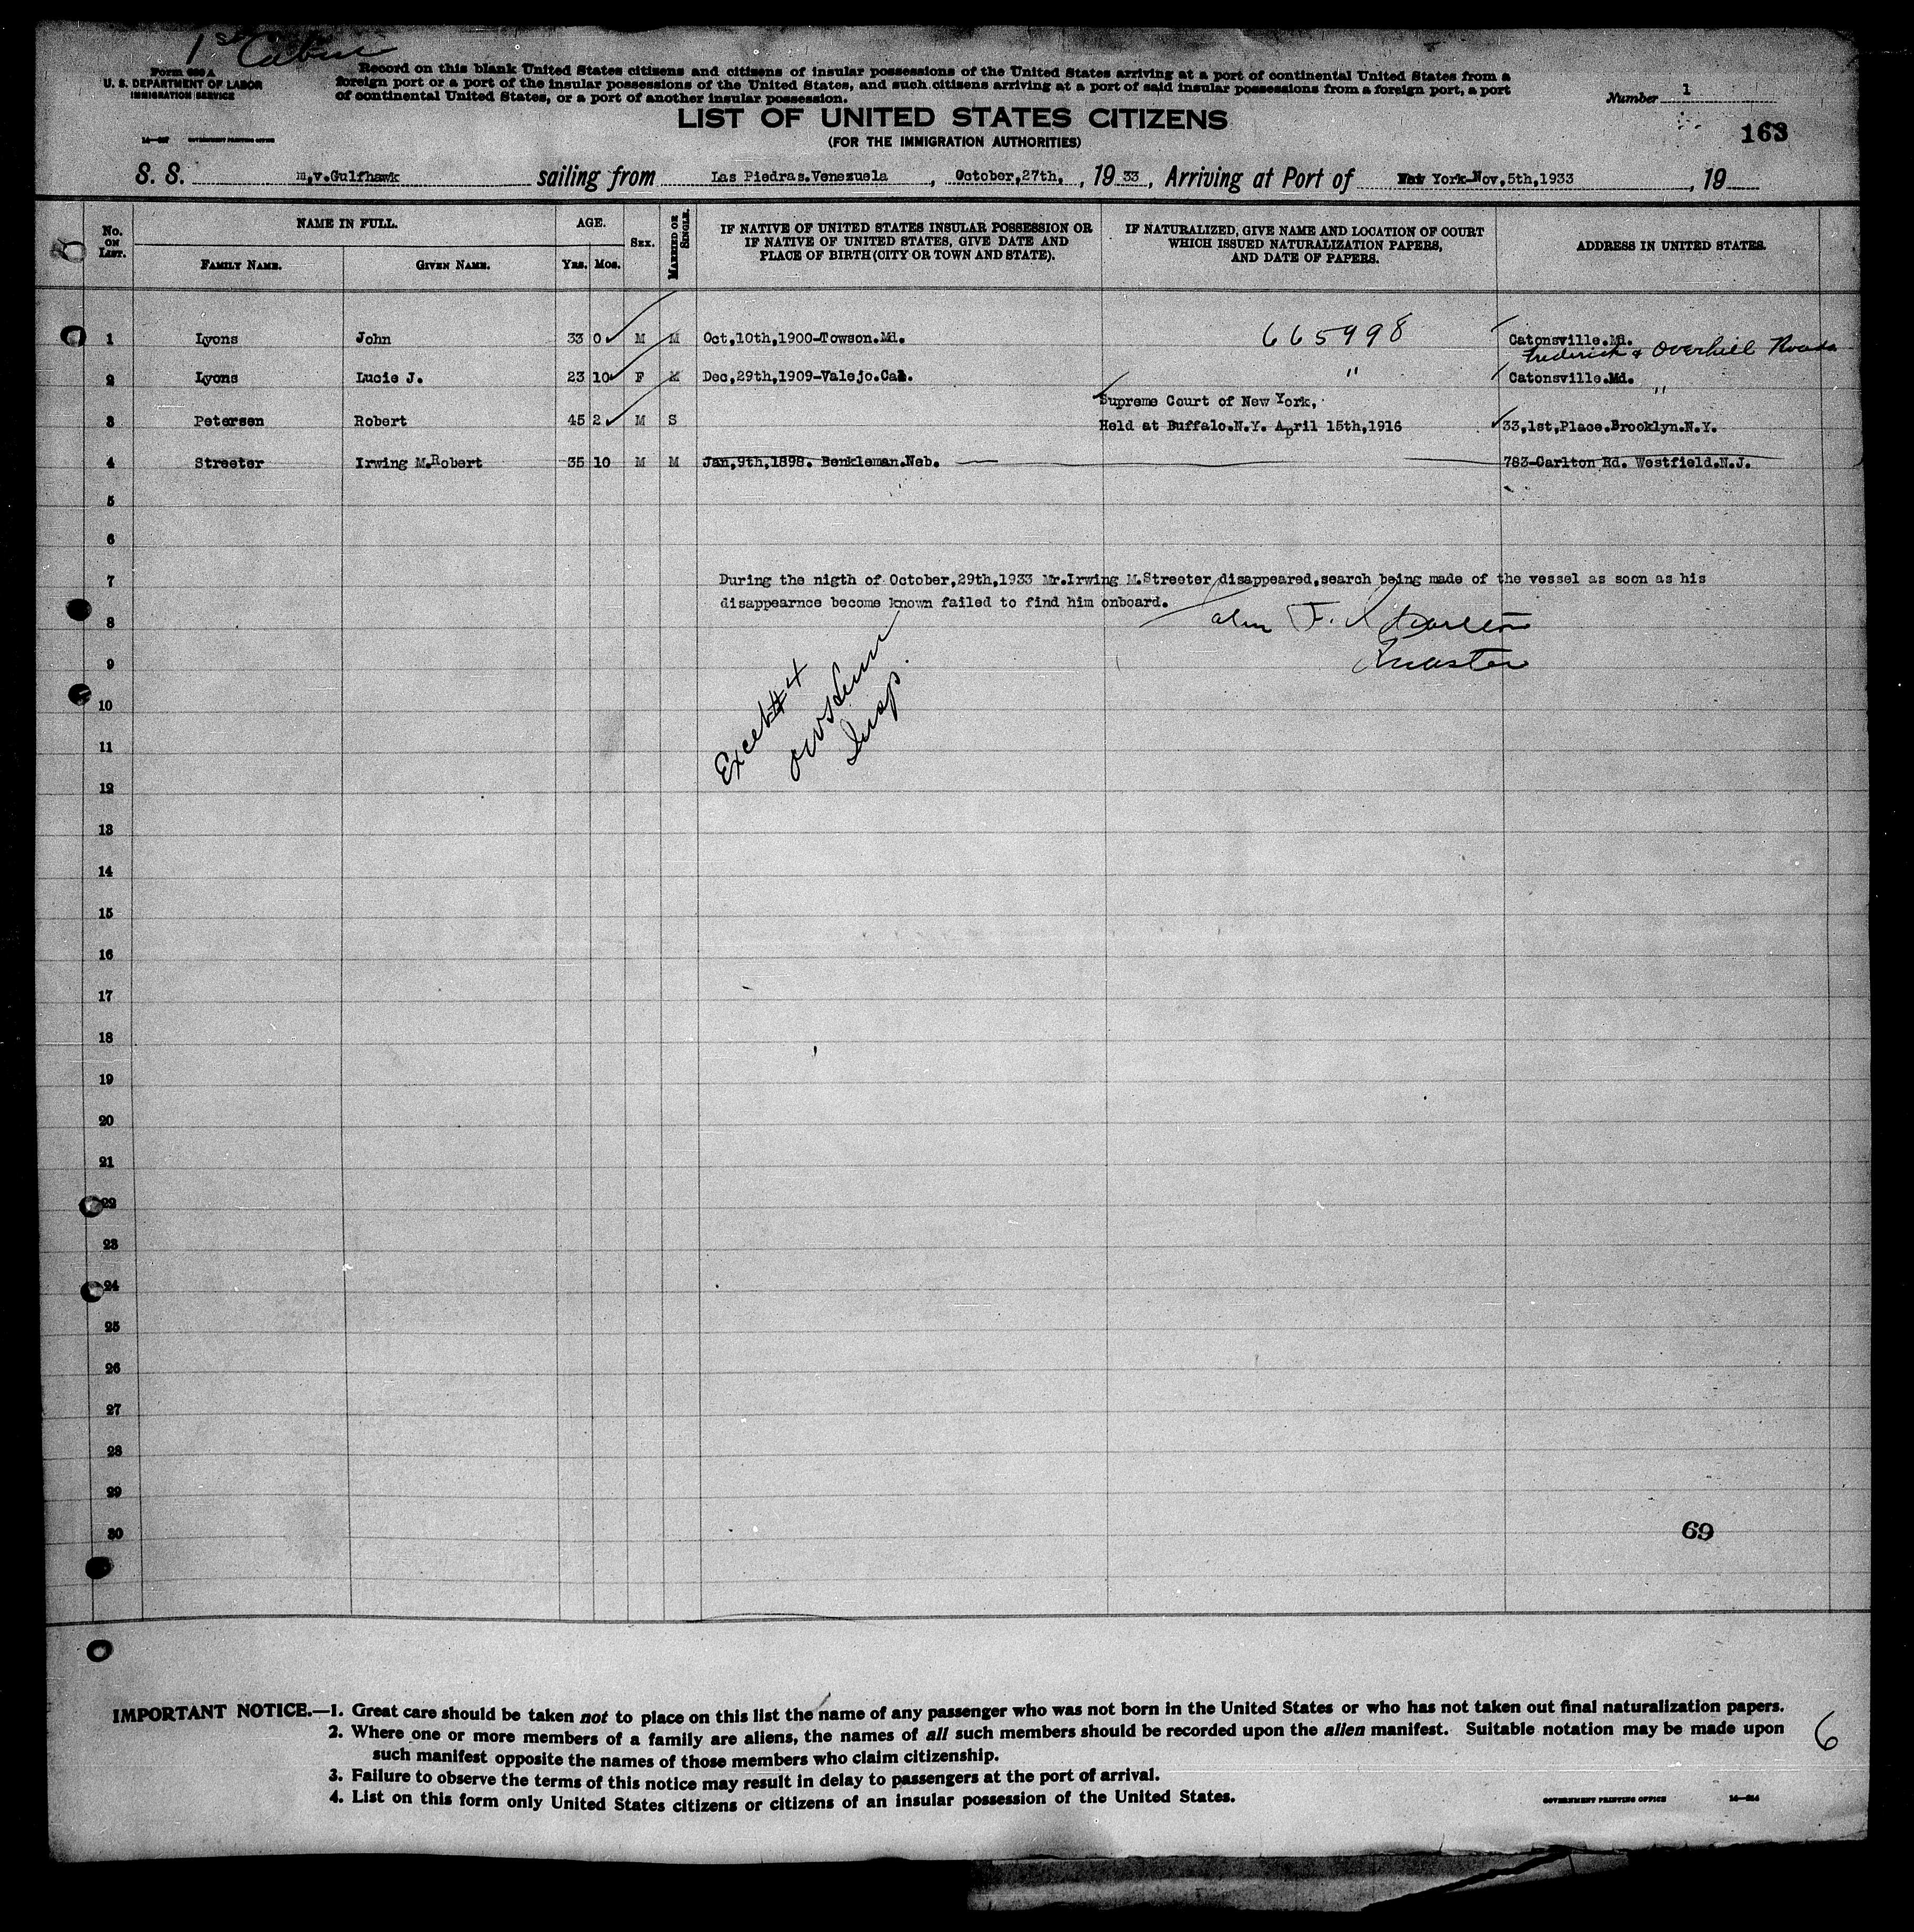 1st Cabin
Form 630 A
U. S. DEPARTMENT OF LABOR
IMMIGRATION SERVICE
GOVERNMENT PRINTING OFFICE
Record on this blank United States citizens and citizens of insular possessions of the United States arriving at a port of continental United States from a
foreign port or a port of the insular possessions of the United States, and such citizens arriving at a port of said insular possessions from a foreign port, a port
of continental United States, or a port of another insular possession.
Number 1
LIST OF UNITED STATES CITIZENS
(FOR THE IMMIGRATION AUTHORITIES)
163
S. S. m.v.Gulfhawk sailing from Las Piedras.Venezuela, October,27th, , 19 33, Arriving at Port of New York-Nov,5th,1933, 19
No. ON LIST. NAME IN FULL. AGE. SEX. MARRIED OR SINGLE. IF NATIVE OF UNITED STATES INSULAR POSSESSION OR IF NATIVE OF UNITED STATES, GIVE DATE AND PLACE OF BIRTH (CITY OR TOWN AND STATE). IF NATURALIZED, GIVE NAME AND LOCATION OF COURT WHICH ISSUED NATURALIZATION PAPERS, AND DATE OF PAPERS. ADDRESS IN UNITED STATES.
FAMILY NAME. GIVEN NAME. YRS. MOS.
1 Lyons John 33 0 M M Oct,10th,1900-Towson.Md. 665998 Catonsville.Md.
Frederick & Overhill Roads
2 Lyons Lucie J. 23 10 F M Dec,29th,1909-Valejo.Cal. " Catonsville.Md. "
Supreme Court of New York,
3 Petersen Robert 45 2 M S Held at Buffalo.N.Y. April 15th,1916 33,1st,Place.Brooklyn.N.Y.
4 Streeter Irwing M.Robert 35 10 M M Jan,9th,1898. Benkleman.Neb. 783-Carlton Rd. Westfield.N.J.
5
6
7 During the nigth of October,29th,1933 Mr.Irwing M.Streeter disappeared,search being made of the vessel as soon as his
disappearnce become known failed to find him onboard.
8
Master
9
Except #4
Insp.
10
11
12
13
14
15
16
17
18
19
20
21
22
23
24
25
26
27
28
29
30
69
IMPORTANT NOTICE.—1. Great care should be taken not to place on this list the name of any passenger who was not born in the United States or who has not taken out final naturalization papers.
2. Where one or more members of a family are aliens, the names of all such members should be recorded upon the alien manifest. Suitable notation may be made upon
such manifest opposite the names of those members who claim citizenship.
3. Failure to observe the terms of this notice may result in delay to passengers at the port of arrival.
4. List on this form only United States citizens or citizens of an insular possession of the United States.
6
GOVERNMENT PRINTING OFFICE